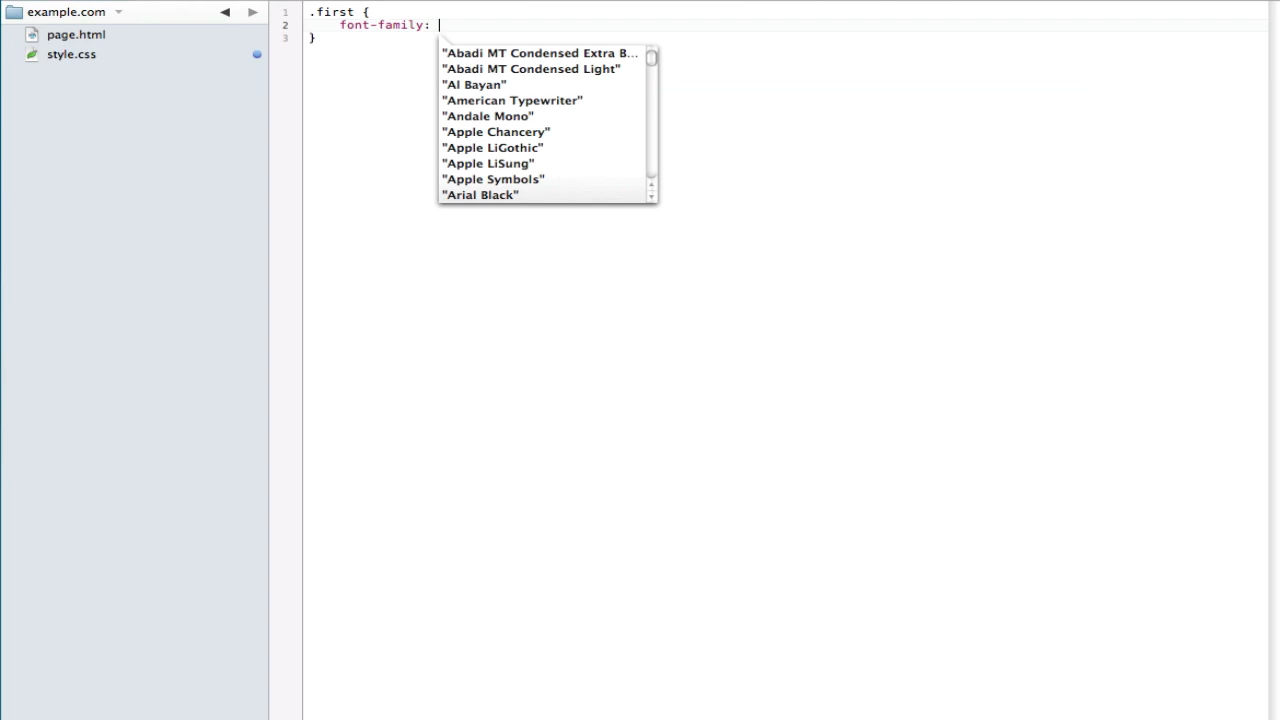 example.com
page.html
style.css
1 .first {
2 font-family:
3 }
"Abadi MT Condensed Extra B...
"Abadi MT Condensed Light"
"Al Bayan"
"American Typewriter"
"Andale Mono"
"Apple Chancery"
"Apple LiGothic"
"Apple LiSung"
"Apple Symbols"
"Arial Black"